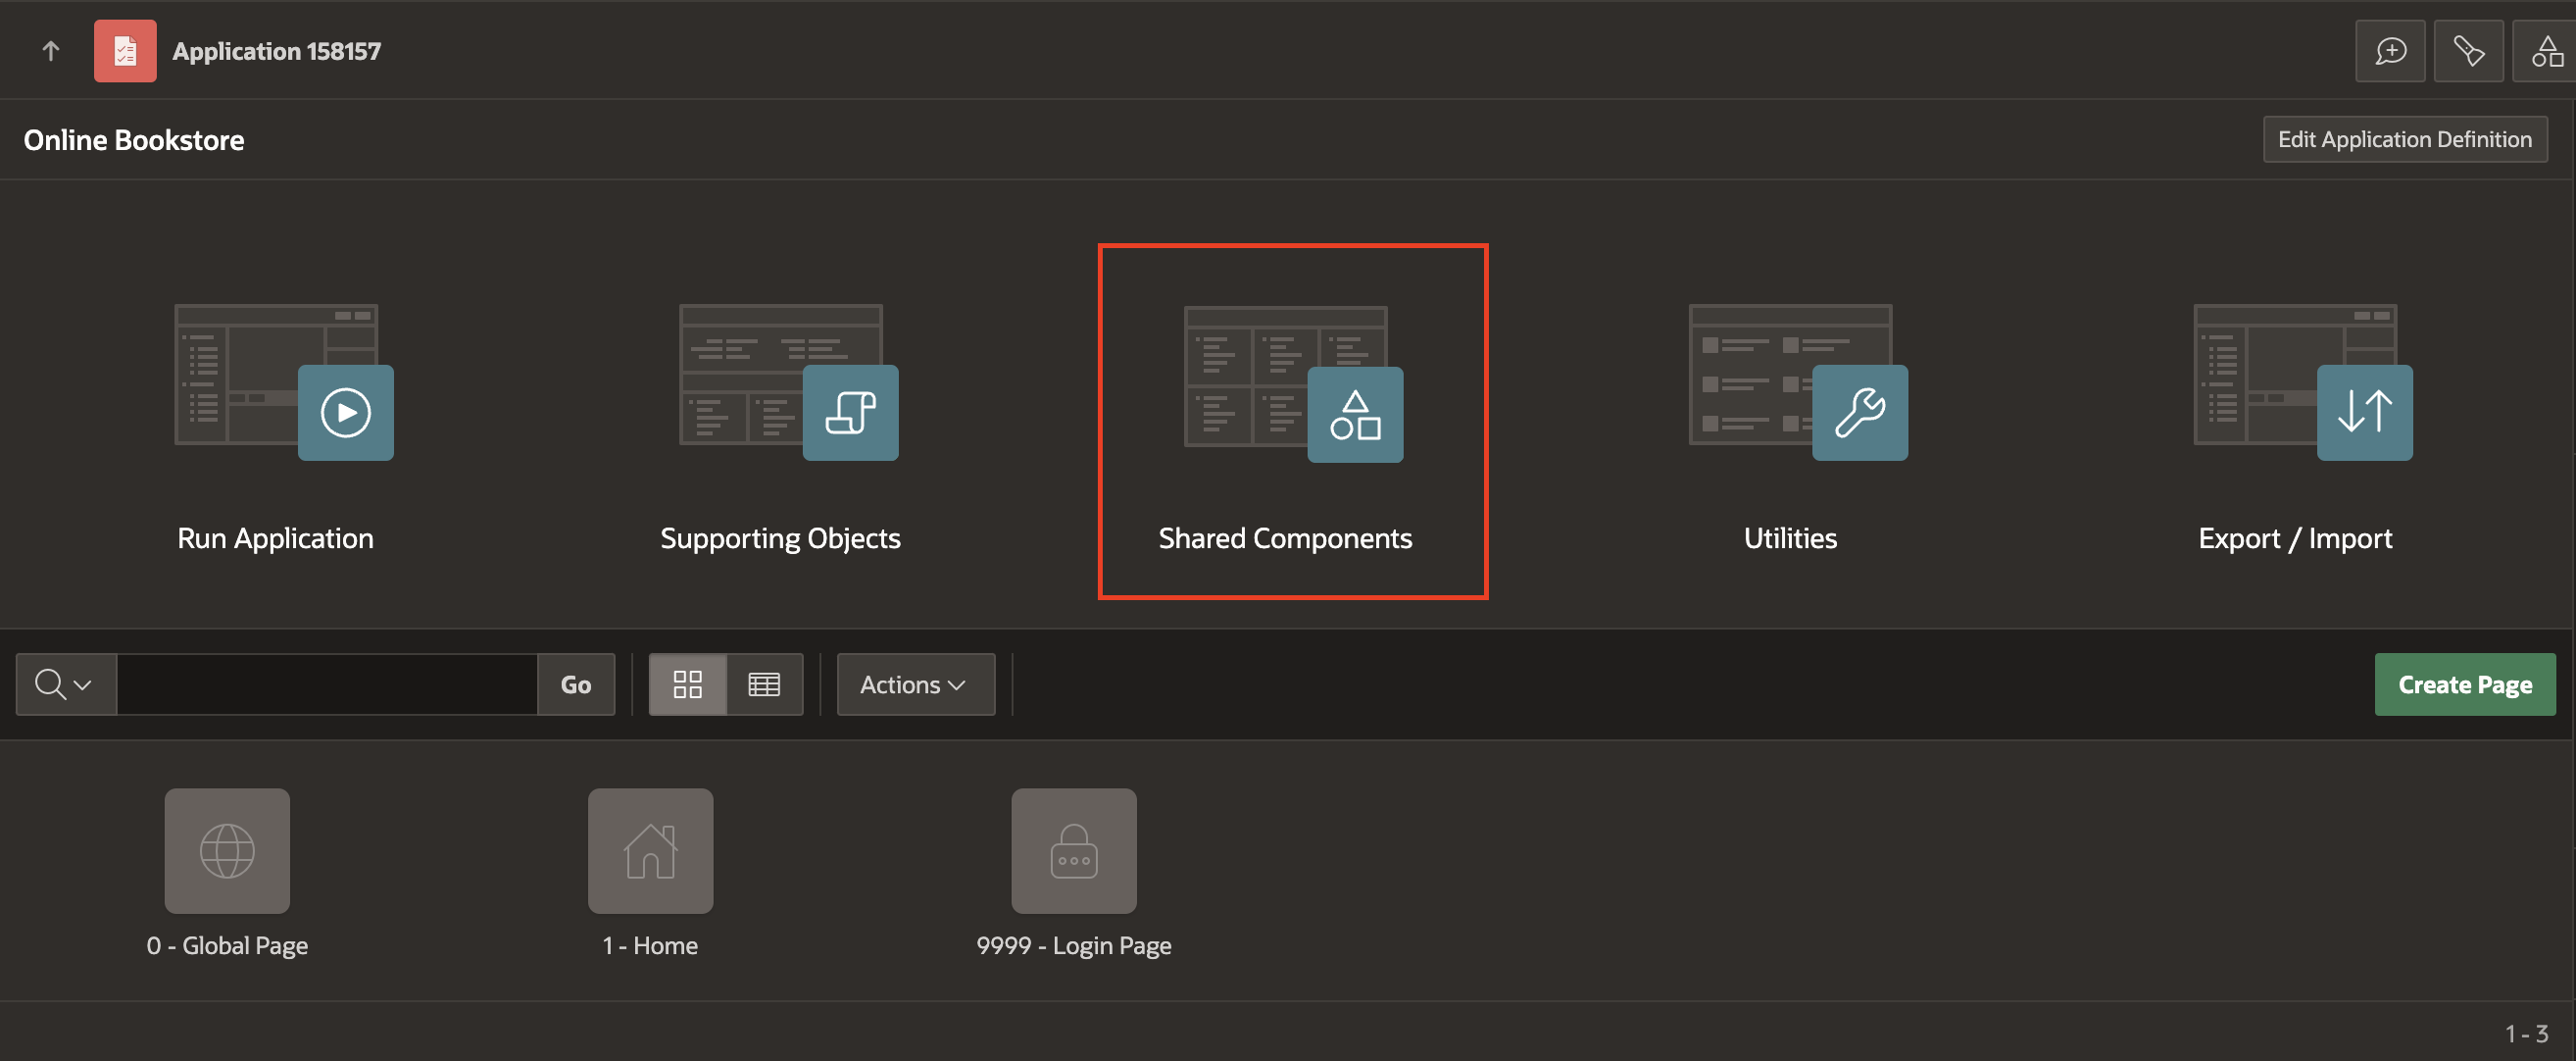 Application 158157
Online Bookstore
Edit Application Definition
Run Application
Supporting Objects
Shared Components
Utilities
Export / Import
Go
Actions
Create Page
0 - Global Page
1 - Home
9999 - Login Page
1 - 3